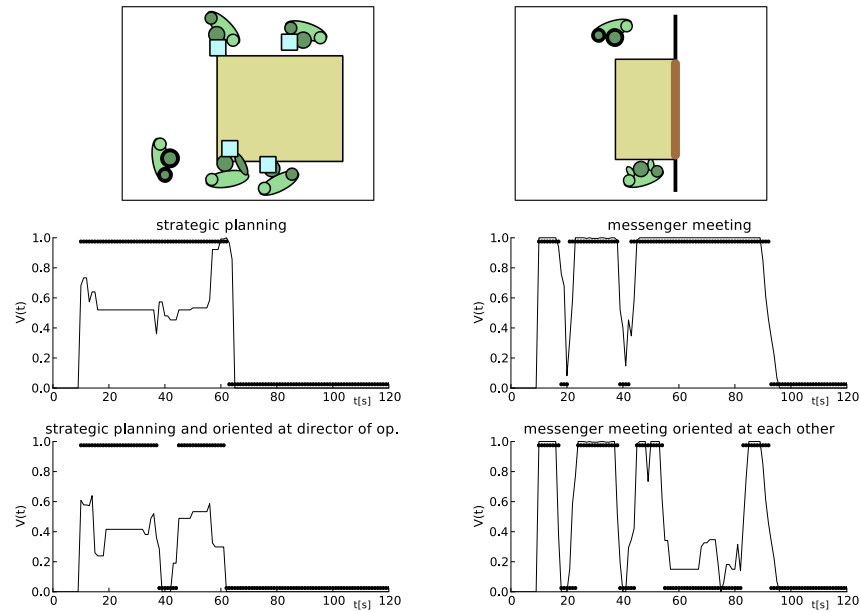 strategic planning
1.0
0.8
0.6
0.4
0.2
0.0
V(t)
0 20 40 60 80 100 t[s] 120
messenger meeting
1.0
0.8
0.6
0.4
0.2
0.0
V(t)
0 20 40 60 80 100 t[s] 120
strategic planning and oriented at director of op.
1.0
0.8
0.6
0.4
0.2
0.0
V(t)
0 20 40 60 80 100 t[s] 120
messenger meeting oriented at each other
1.0
0.8
0.6
0.4
0.2
0.0
V(t)
0 20 40 60 80 100 t[s] 120